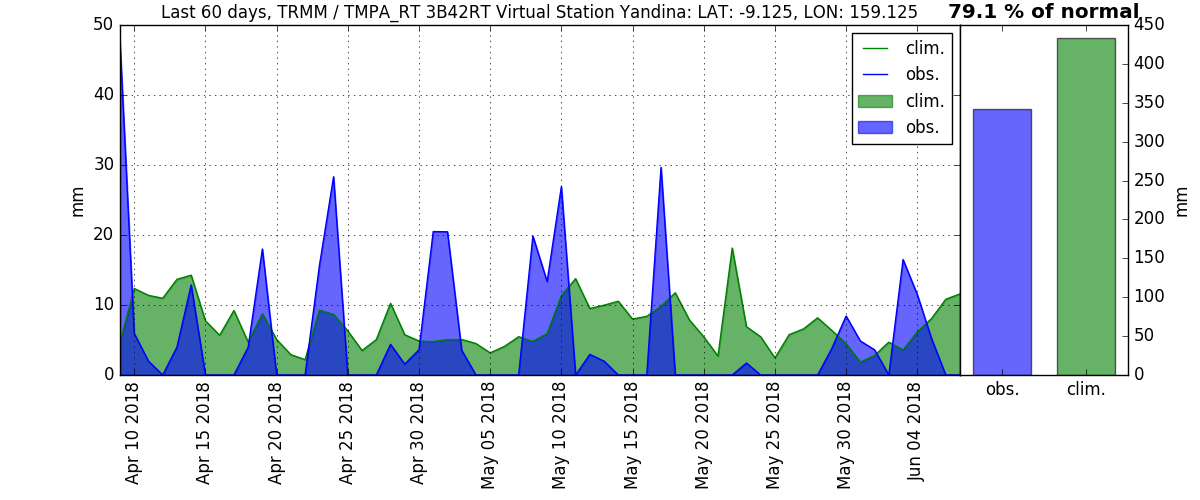 Last 60 days, TRMM / TMPA_RT 3B42RT Virtual Station Yandina: LAT: -9.125, LON: 159.125
79.1 % of normal
50
40
30
20
10
0
mm
clim.
obs.
clim.
obs.
450
400
350
300
250
200
150
100
50
0
mm
Apr 10 2018
Apr 15 2018
Apr 20 2018
Apr 25 2018
Apr 30 2018
May 05 2018
May 10 2018
May 15 2018
May 20 2018
May 25 2018
May 30 2018
Jun 04 2018
obs.
clim.